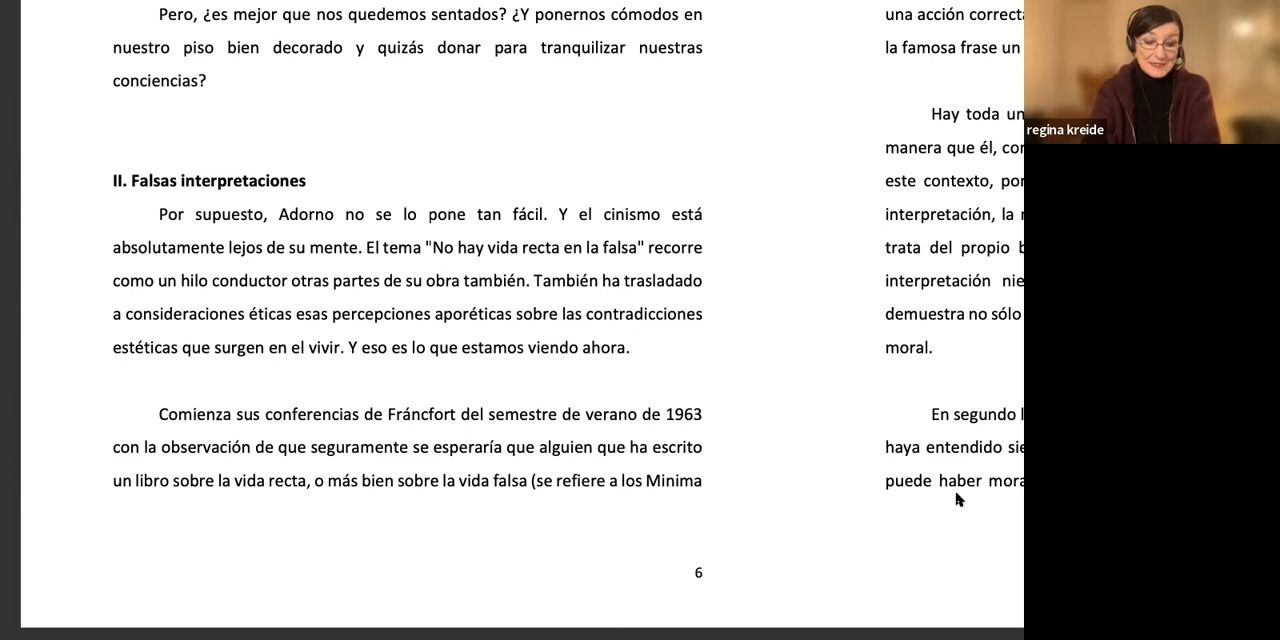 Pero, ¿es mejor que nos quedemos sentados? ¿Y ponernos cómodos en
nuestro piso bien decorado y quizás donar para tranquilizar nuestras
conciencias?
II. Falsas interpretaciones
Por supuesto, Adorno no se lo pone tan fácil. Y el cinismo está
absolutamente lejos de su mente. El tema "No hay vida recta en la falsa" recorre
como un hilo conductor otras partes de su obra también. También ha trasladado
a consideraciones éticas esas percepciones aporéticas sobre las contradicciones
estéticas que surgen en el vivir. Y eso es lo que estamos viendo ahora.
Comienza sus conferencias de Fráncfort del semestre de verano de 1963
con la observación de que seguramente se esperaría que alguien que ha escrito
un libro sobre la vida recta, o más bien sobre la vida falsa (se refiere a los Minima
6
una acción correct
la famosa frase un
Hay toda un
manera que él, co
este contexto, po
interpretación, la
trata del propio
interpretación nie
demuestra no sólo
moral.
En segundo
haya entendido sie
puede haber mora
regina kreide